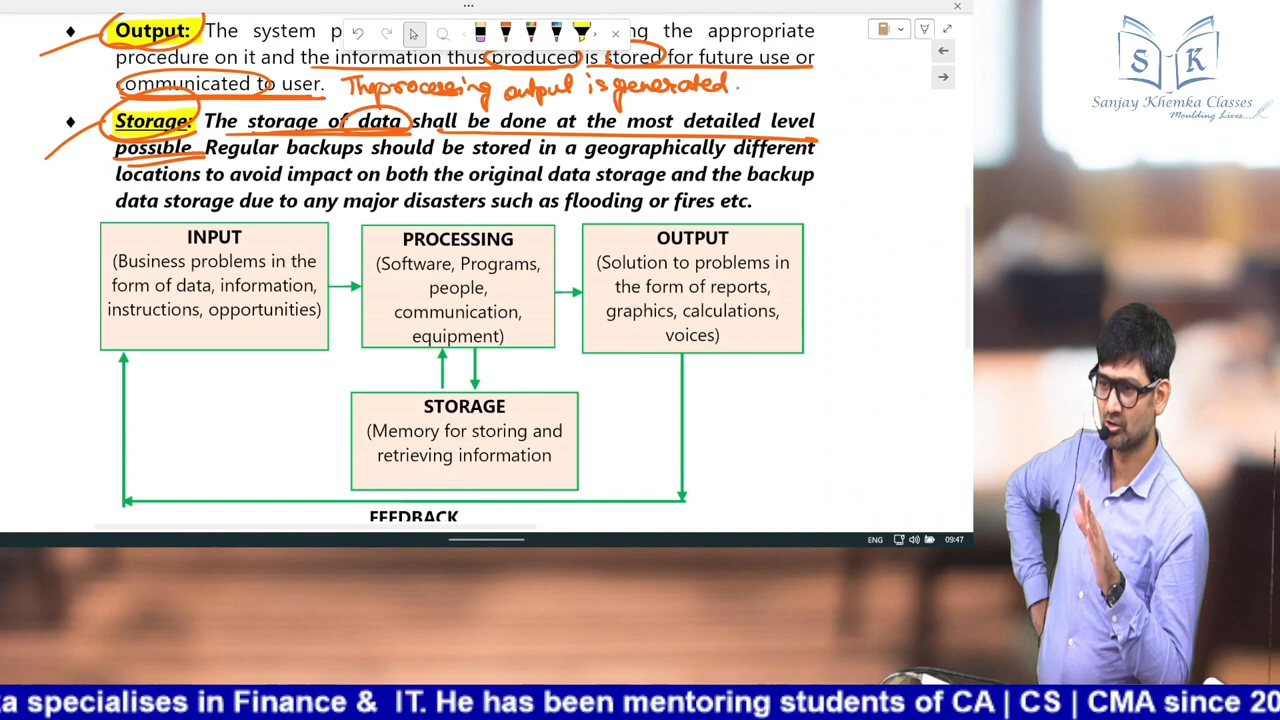 Output: The system p ng the appropriate
procedure on it and the information thus produced is stored for future use or
communicated to user. The processing output is generated.
Storage: The storage of data shall be done at the most detailed level
possible. Regular backups should be stored in a geographically different
locations to avoid impact on both the original data storage and the backup
data storage due to any major disasters such as flooding or fires etc.
INPUT
(Business problems in the
form of data, information,
instructions, opportunities)
PROCESSING
(Software, Programs,
people,
communication,
equipment)
OUTPUT
(Solution to problems in
the form of reports,
graphics, calculations,
voices)
STORAGE
(Memory for storing and
retrieving information
FEEDBACK
ENG 09:47
S K
Sanjay Khemka Classes
Moulding Lives...
ka specialises in Finance & IT. He has been mentoring students of CA | CS | CMA since 20